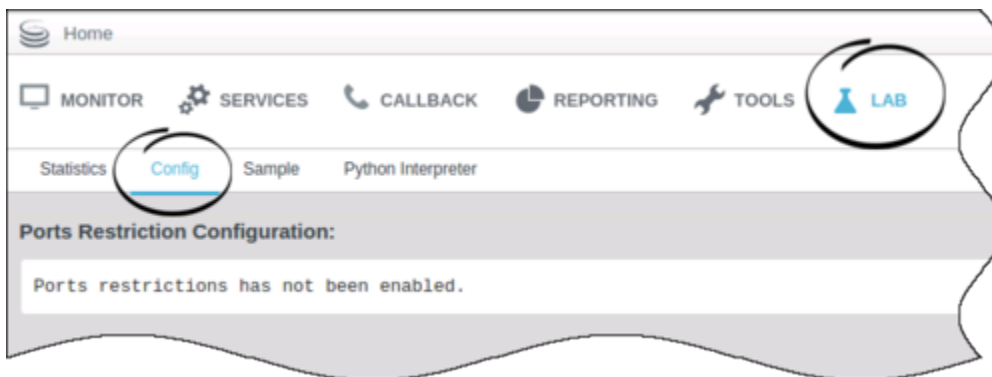 Home
MONITOR SERVICES CALLBACK REPORTING TOOLS LAB
Statistics Config Sample Python Interpreter
Ports Restriction Configuration:
Ports restrictions has not been enabled.